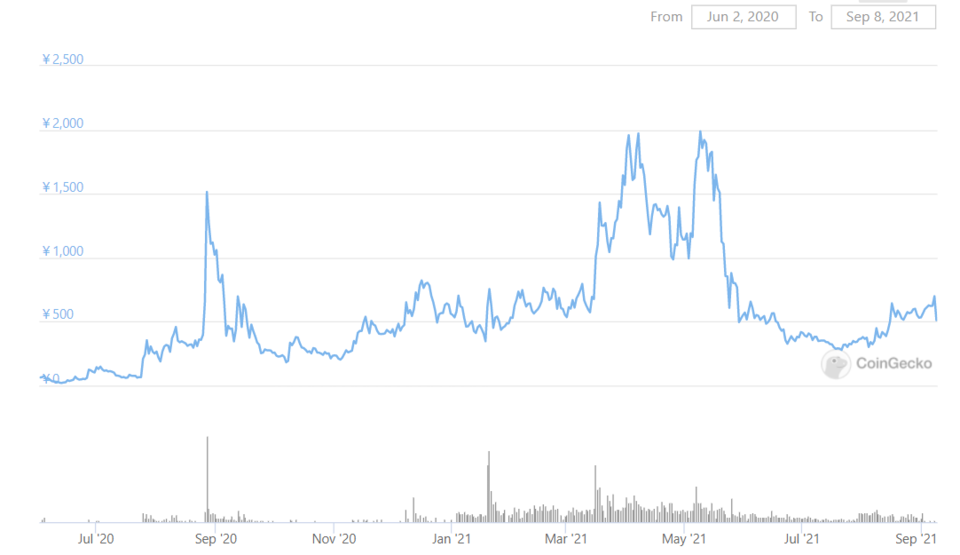 From Jun 2, 2020 To Sep 8, 2021
¥2,500
¥2,000
¥1,500
¥1,000
¥500
¥0
CoinGecko
Jul '20 Sep '20 Nov '20 Jan '21 Mar '21 May '21 Jul '21 Sep '21